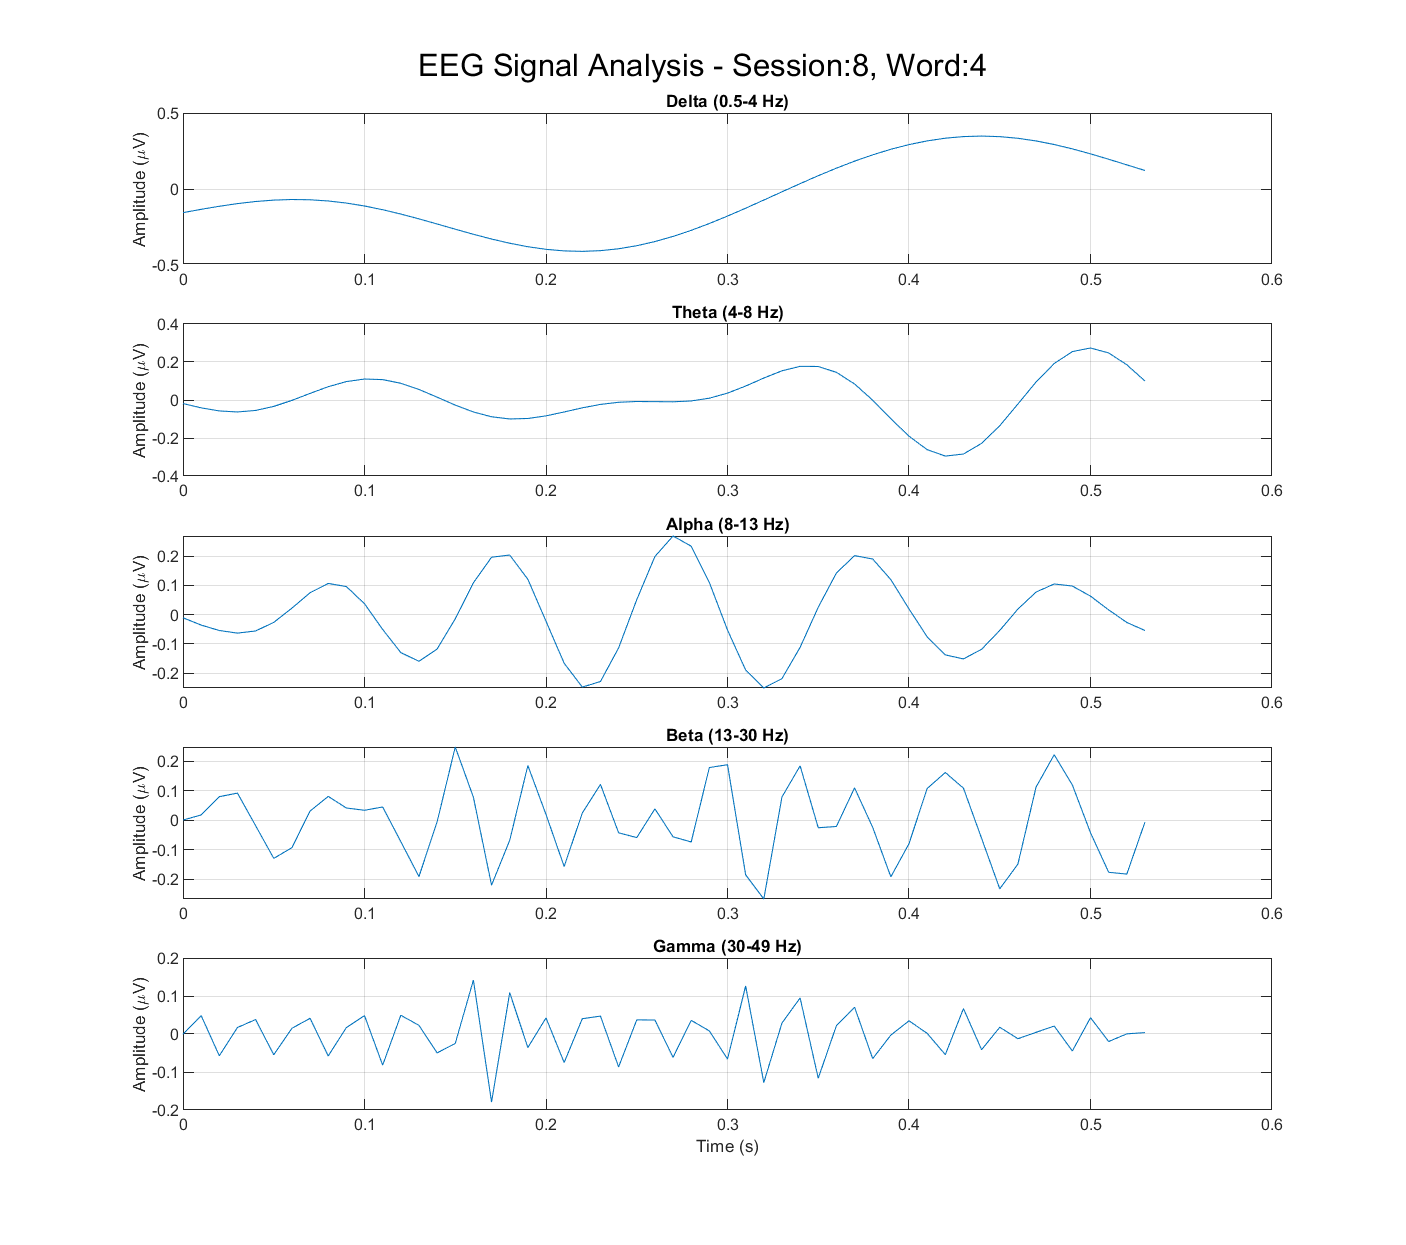 EEG Signal Analysis - Session:8, Word:4
Delta (0.5-4 Hz)
Amplitude (μV)
0.5
0
-0.5
0 0.1 0.2 0.3 0.4 0.5 0.6
Theta (4-8 Hz)
Amplitude (μV)
0.4
0.2
0
-0.2
-0.4
0 0.1 0.2 0.3 0.4 0.5 0.6
Alpha (8-13 Hz)
Amplitude (μV)
0.2
0.1
0
-0.1
-0.2
0 0.1 0.2 0.3 0.4 0.5 0.6
Beta (13-30 Hz)
Amplitude (μV)
0.2
0.1
0
-0.1
-0.2
0 0.1 0.2 0.3 0.4 0.5 0.6
Gamma (30-49 Hz)
Amplitude (μV)
0.2
0.1
0
-0.1
-0.2
0 0.1 0.2 0.3 0.4 0.5 0.6
Time (s)